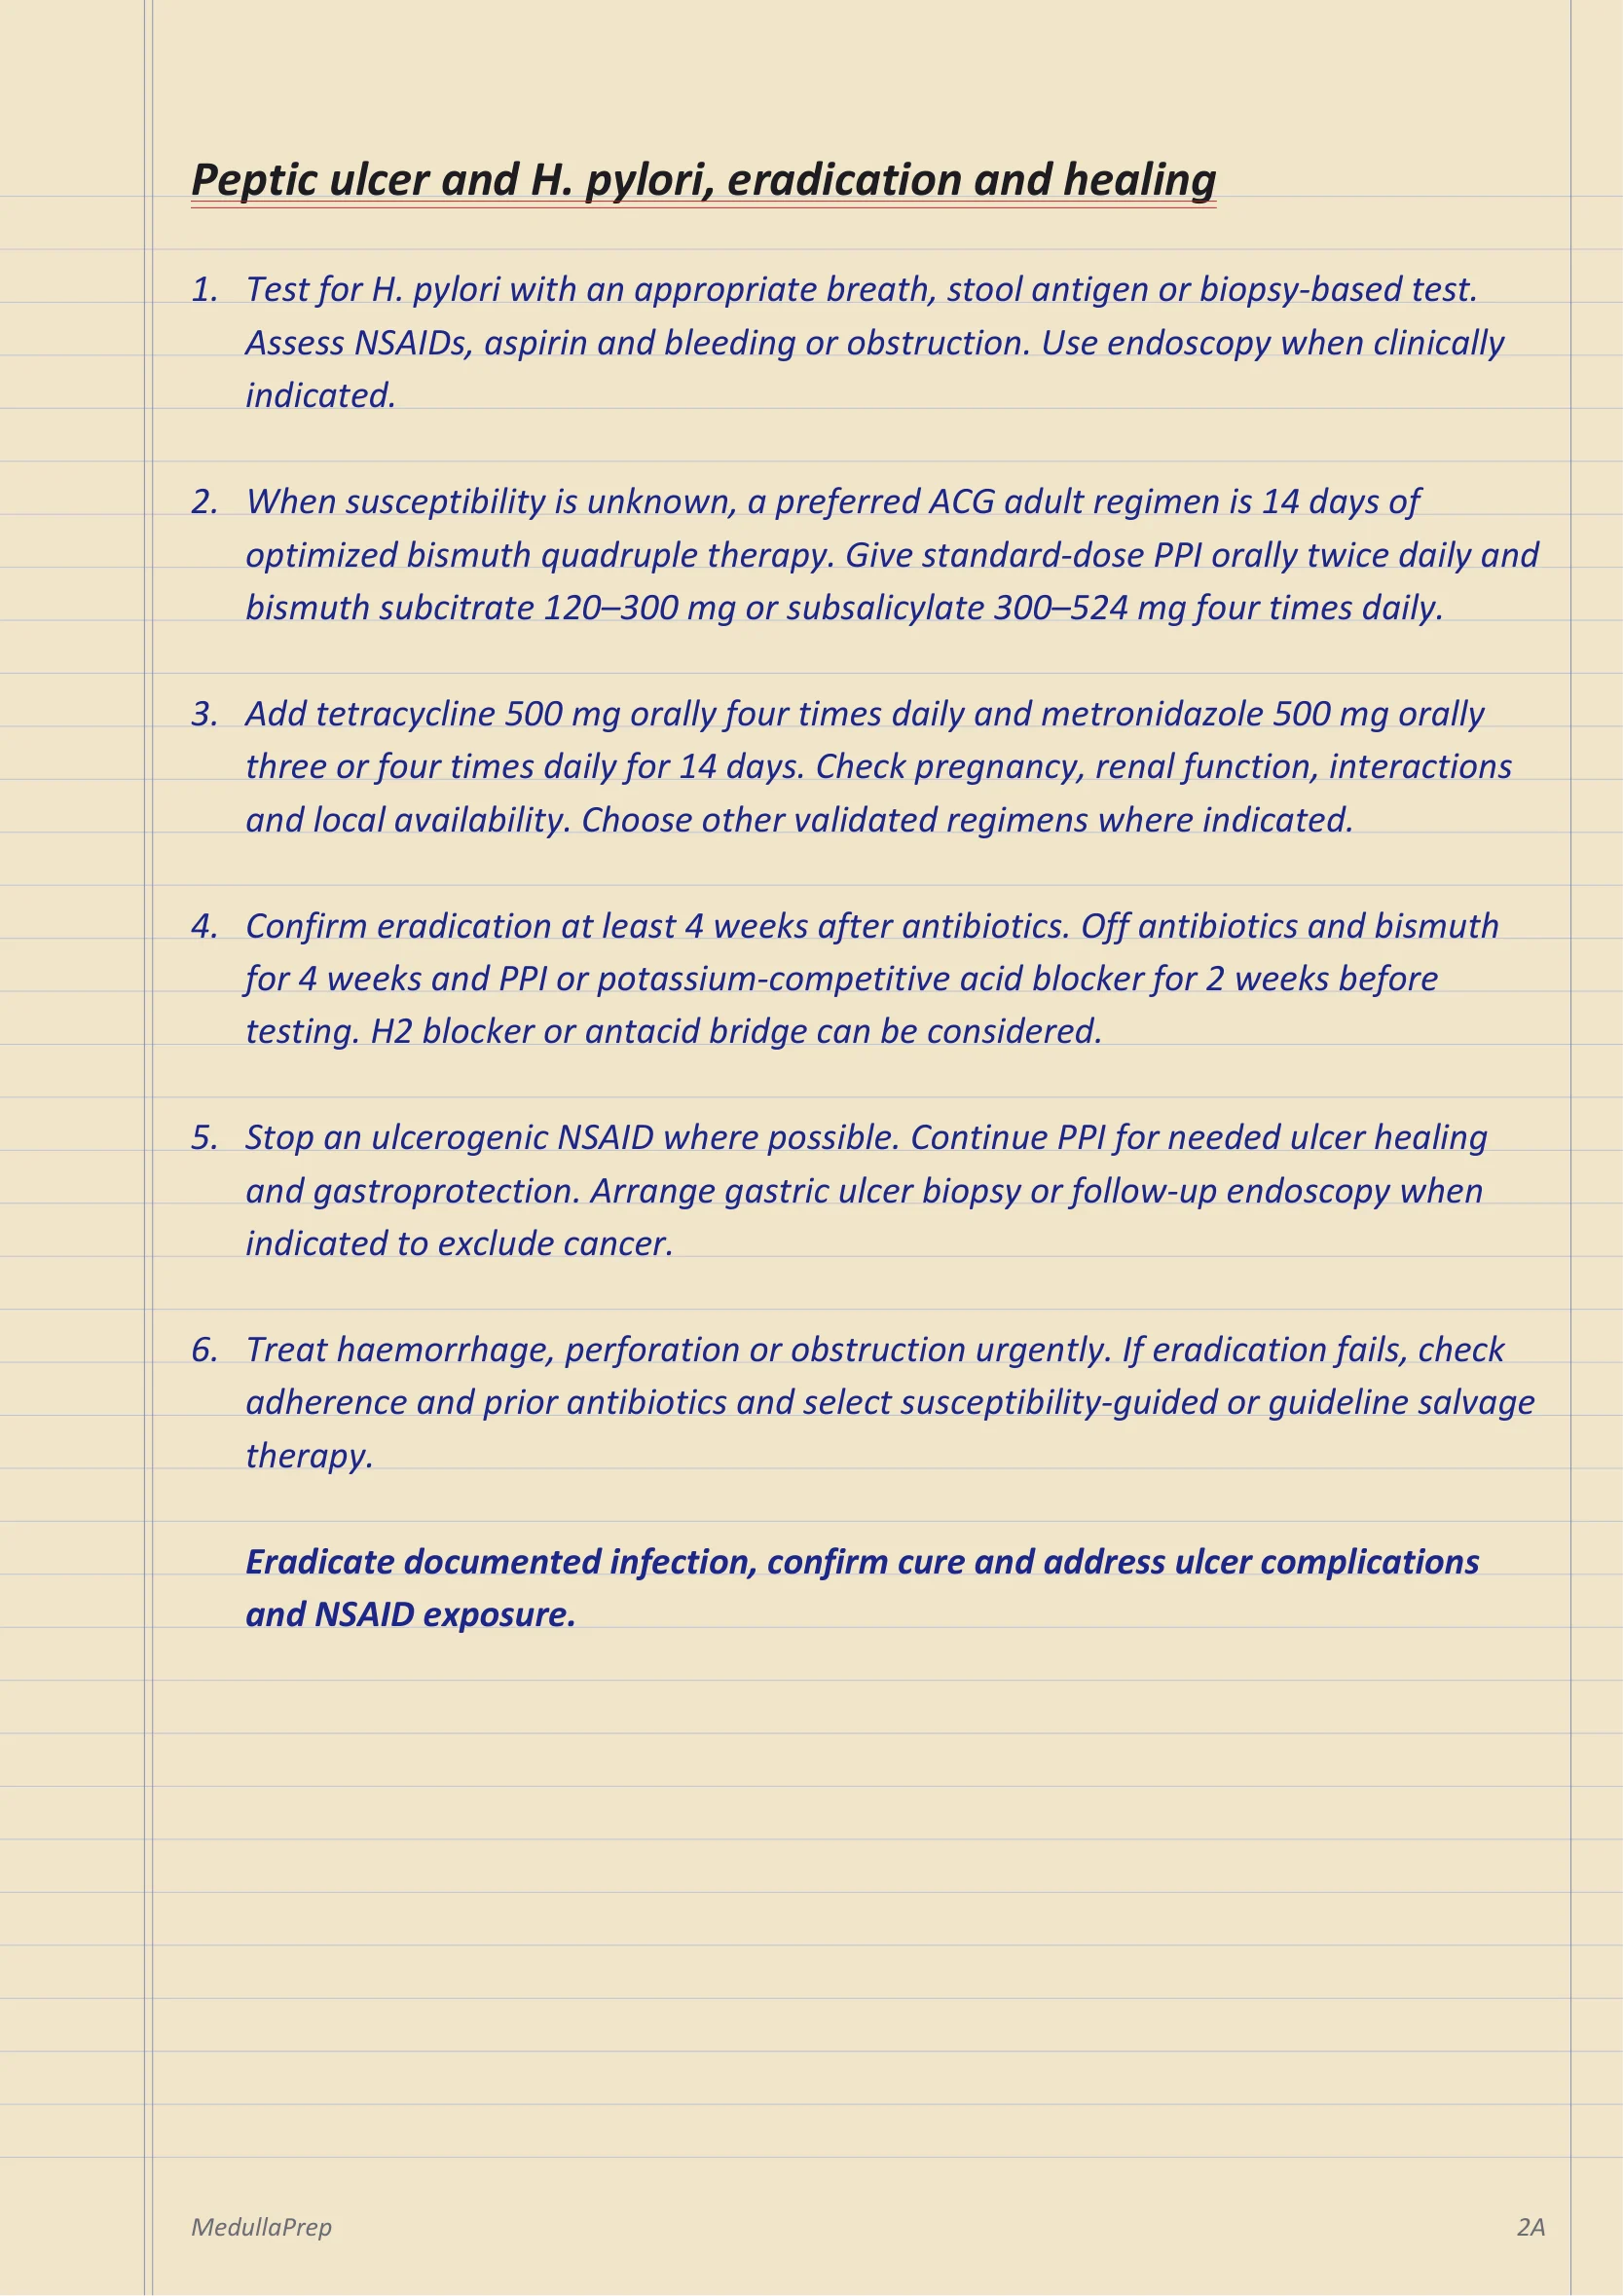 Peptic ulcer and H. pylori, eradication and healing
1. Test for H. pylori with an appropriate breath, stool antigen or biopsy-based test.
Assess NSAIDs, aspirin and bleeding or obstruction. Use endoscopy when clinically
indicated.
2. When susceptibility is unknown, a preferred ACG adult regimen is 14 days of
optimized bismuth quadruple therapy. Give standard-dose PPI orally twice daily and
bismuth subcitrate 120–300 mg or subsalicylate 300–524 mg four times daily.
3. Add tetracycline 500 mg orally four times daily and metronidazole 500 mg orally
three or four times daily for 14 days. Check pregnancy, renal function, interactions
and local availability. Choose other validated regimens where indicated.
4. Confirm eradication at least 4 weeks after antibiotics. Off antibiotics and bismuth
for 4 weeks and PPI or potassium-competitive acid blocker for 2 weeks before
testing. H2 blocker or antacid bridge can be considered.
5. Stop an ulcerogenic NSAID where possible. Continue PPI for needed ulcer healing
and gastroprotection. Arrange gastric ulcer biopsy or follow-up endoscopy when
indicated to exclude cancer.
6. Treat haemorrhage, perforation or obstruction urgently. If eradication fails, check
adherence and prior antibiotics and select susceptibility-guided or guideline salvage
therapy.
Eradicate documented infection, confirm cure and address ulcer complications
and NSAID exposure.
MedullaPrep
2A